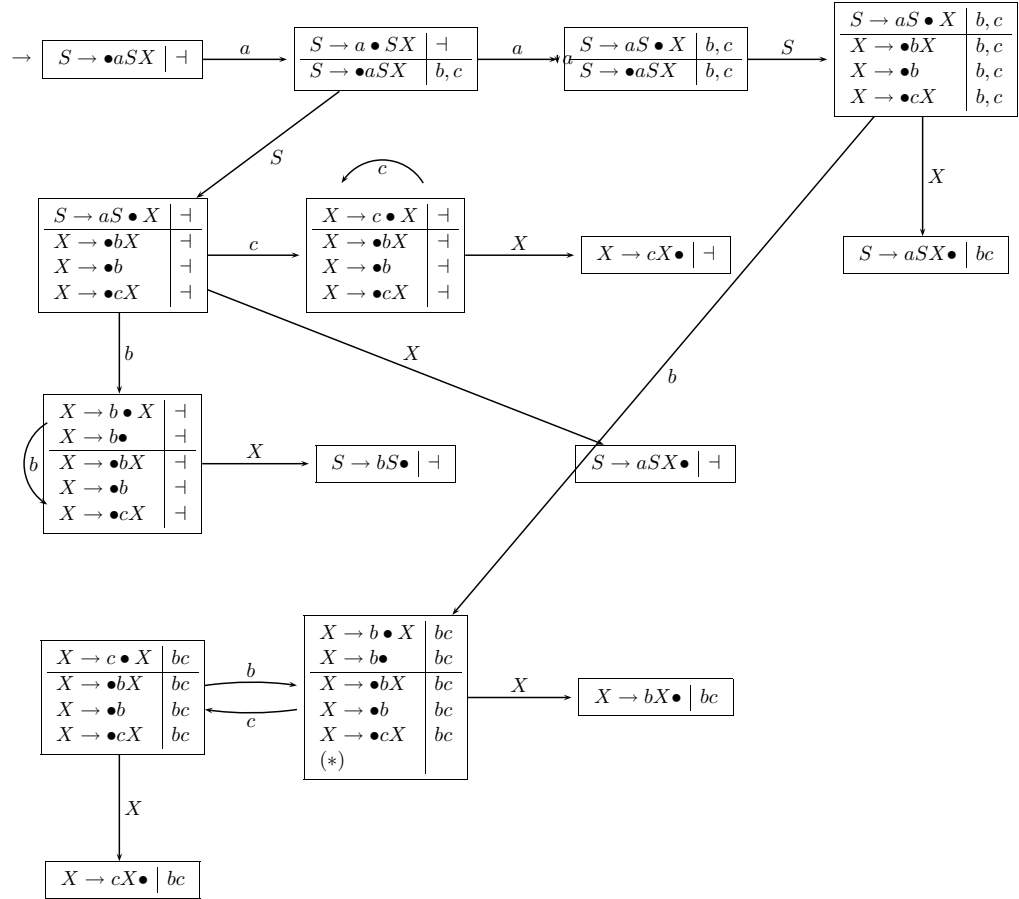 → S → •aSX | ⊣
a
S → a • SX | ⊣
S → •aSX | b, c
a
a
S → aS • X | b, c
S → •aSX | b, c
S
S → aS • X | b, c
X → •bX | b, c
X → •b | b, c
X → •cX | b, c
S
X
b
S → aS • X | ⊣
X → •bX | ⊣
X → •b | ⊣
X → •cX | ⊣
c
c
X → c • X | ⊣
X → •bX | ⊣
X → •b | ⊣
X → •cX | ⊣
X
X → cX• | ⊣
S → aSX• | bc
b
X
X → b • X | ⊣
X → b• | ⊣
X → •bX | ⊣
X → •b | ⊣
X → •cX | ⊣
b
X
S → bS• | ⊣
S → aSX• | ⊣
X → c • X | bc
X → •bX | bc
X → •b | bc
X → •cX | bc
b
c
X → b • X | bc
X → b• | bc
X → •bX | bc
X → •b | bc
X → •cX | bc
(*)
X
X → bX• | bc
X
X → cX• | bc